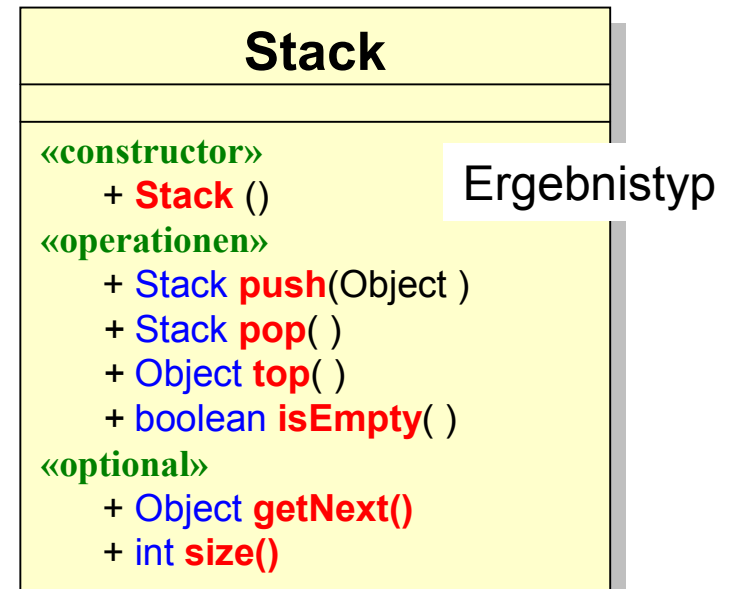 Stack
«constructor»
+ Stack ()
Ergebnistyp
«operationen»
+ Stack push(Object )
+ Stack pop( )
+ Object top( )
+ boolean isEmpty( )
«optional»
+ Object getNext()
+ int size()